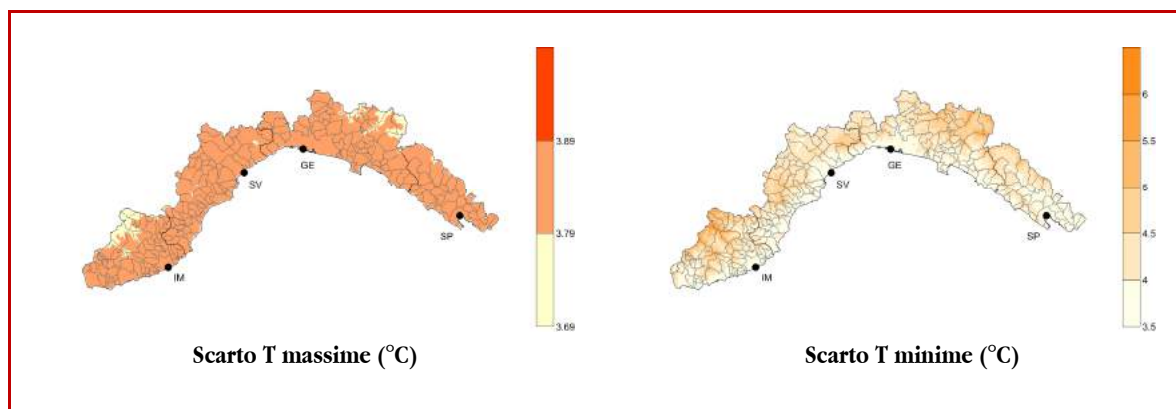 3.89
3.79
3.69
GE
SV
SP
IM
Scarto T massime (°C)
6
5.5
5
4.5
4
3.5
GE
SV
SP
IM
Scarto T minime (°C)